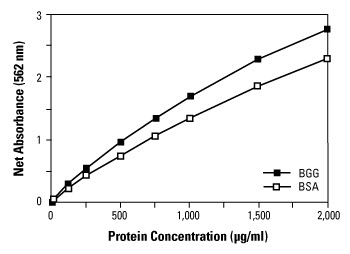 3
2
1
0
Net Absorbance (562 nm)
0
500
1,000
1,500
2,000
Protein Concentration (µg/ml)
BGG
BSA